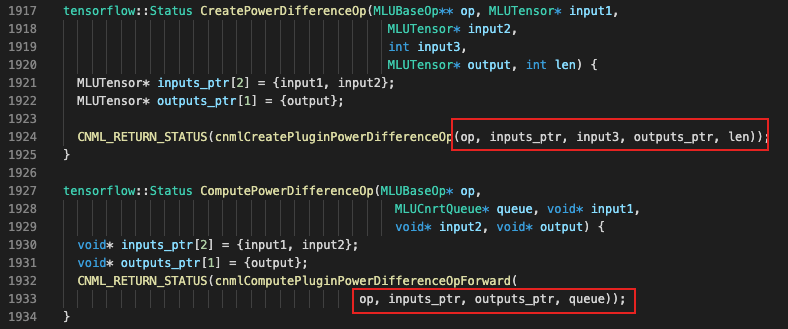 1917 tensorflow::Status CreatePowerDifferenceOp(MLUBaseOp** op, MLUTensor* input1,
1918 MLUTensor* input2,
1919 int input3,
1920 MLUTensor* output, int len) {
1921 MLUTensor* inputs_ptr[2] = {input1, input2};
1922 MLUTensor* outputs_ptr[1] = {output};
1923
1924 CNML_RETURN_STATUS(cnmlCreatePluginPowerDifferenceOp(op, inputs_ptr, input3, outputs_ptr, len));
1925 }
1926
1927 tensorflow::Status ComputePowerDifferenceOp(MLUBaseOp* op,
1928 MLUCnrtQueue* queue, void* input1,
1929 void* input2, void* output) {
1930 void* inputs_ptr[2] = {input1, input2};
1931 void* outputs_ptr[1] = {output};
1932 CNML_RETURN_STATUS(cnmlComputePluginPowerDifferenceOpForward(
1933 op, inputs_ptr, outputs_ptr, queue));
1934 }